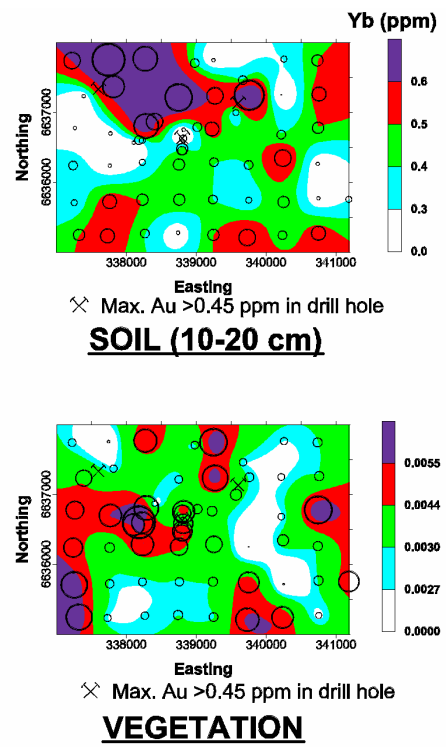 Yb (ppm)
0.6
0.5
0.4
0.3
0.0
Northing
6637000
6636000
338000 339000 340000 341000
Easting
Max. Au >0.45 ppm in drill hole
SOIL (10-20 cm)
0.0055
0.0044
0.0030
0.0027
0.0000
Northing
6637000
6636000
338000 339000 340000 341000
Easting
Max. Au >0.45 ppm in drill hole
VEGETATION